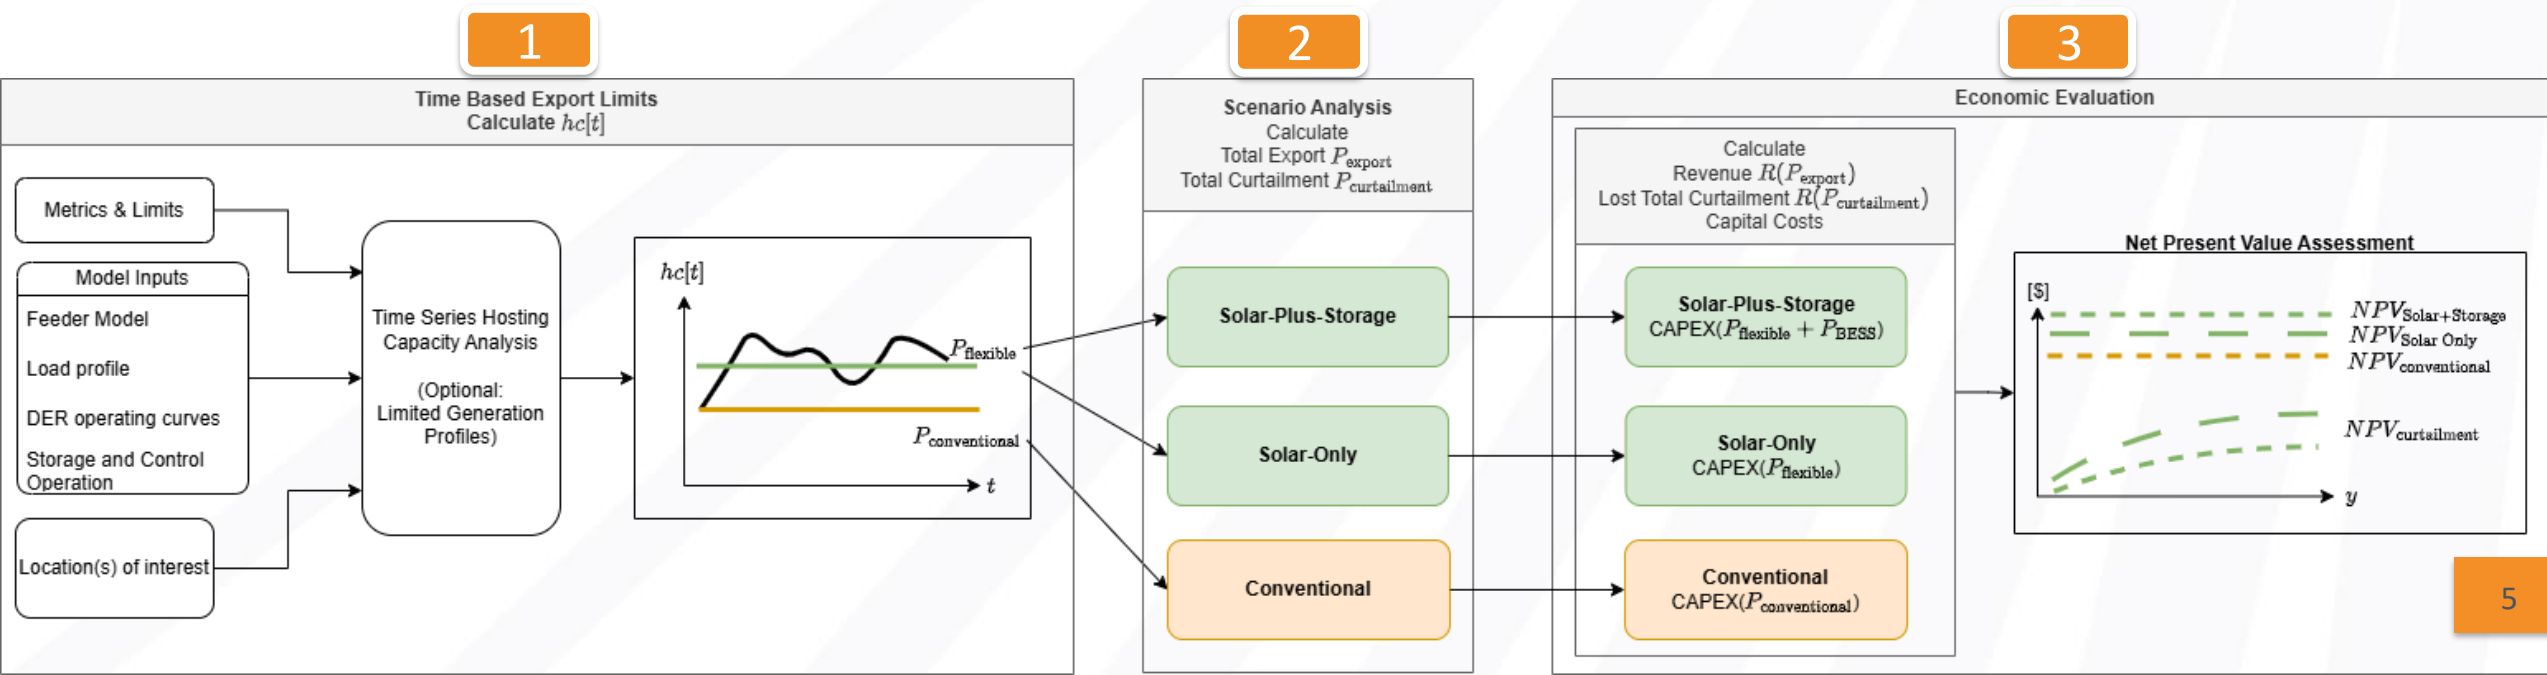 1
Time Based Export Limits
Calculate hc[t]
Metrics & Limits
Model Inputs
Feeder Model
Load profile
DER operating curves
Storage and Control
Operation
Location(s) of interest
Time Series Hosting
Capacity Analysis
(Optional:
Limited Generation
Profiles)
hc[t]
P_flexible
P_conventional
t
2
Scenario Analysis
Calculate
Total Export P_export
Total Curtailment P_curtailment
Solar-Plus-Storage
Solar-Only
Conventional
3
Economic Evaluation
Calculate
Revenue R(P_export)
Lost Total Curtailment R(P_curtailment)
Capital Costs
Solar-Plus-Storage
CAPEX(P_flexible + P_BESS)
Solar-Only
CAPEX(P_flexible)
Conventional
CAPEX(P_conventional)
Net Present Value Assessment
[$]
NPV_Solar+Storage
NPV_Solar Only
NPV_conventional
NPV_curtailment
y
5